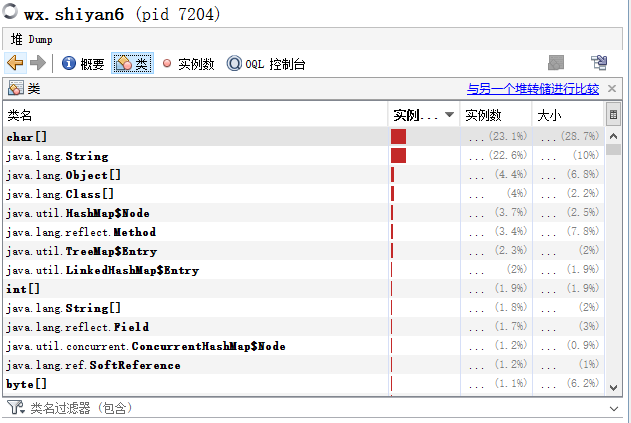 wx.shiyan6 (pid 7204)
堆 Dump
概要 类 实例数 OQL 控制台
类 与另一个堆转储进行比较
类名 实例... 实例数 大小
char[] ... (23.1%) ... (28.7%)
java.lang.String ... (22.6%) ... (10%)
java.lang.Object[] ... (4.4%) ... (6.8%)
java.lang.Class[] ... (4%) ... (2.2%)
java.util.HashMap$Node ... (3.7%) ... (2.5%)
java.lang.reflect.Method ... (3.4%) ... (7.8%)
java.util.TreeMap$Entry ... (2.3%) ... (2%)
java.util.LinkedHashMap$Entry ... (2%) ... (1.9%)
int[] ... (1.9%) ... (1.9%)
java.lang.String[] ... (1.8%) ... (2%)
java.lang.reflect.Field ... (1.7%) ... (3%)
java.util.concurrent.ConcurrentHashMap$Node ... (1.2%) ... (0.9%)
java.lang.ref.SoftReference ... (1.2%) ... (1%)
byte[] ... (1.1%) ... (6.2%)
类名过滤器 (包含)